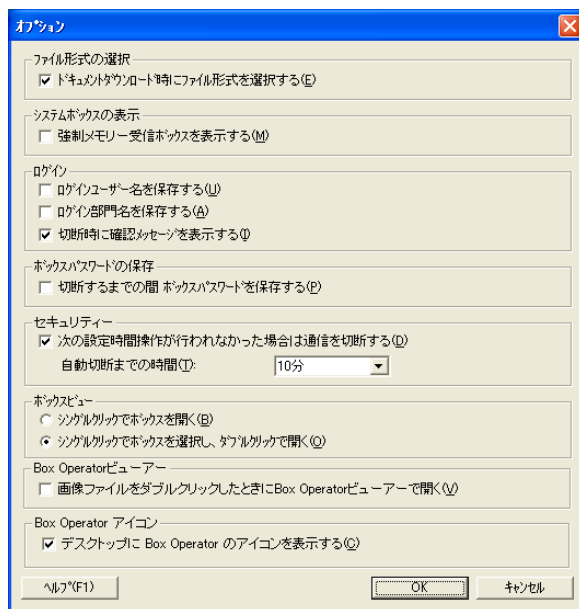 オプション
ファイル形式の選択
ドキュメントダウンロード時にファイル形式を選択する(E)
システムボックスの表示
強制メモリー受信ボックスを表示する(M)
ログイン
ログインユーザー名を保存する(U)
ログイン部門名を保存する(A)
切断時に確認メッセージを表示する(I)
ボックスパスワードの保存
切断するまでの間 ボックスパスワードを保存する(P)
セキュリティー
次の設定時間操作が行われなかった場合は通信を切断する(D)
自動切断までの時間(T): 10分
ボックスビュー
シングルクリックでボックスを開く(B)
シングルクリックでボックスを選択し、ダブルクリックで開く(O)
Box Operatorビューアー
画像ファイルをダブルクリックしたときにBox Operatorビューアーで開く(V)
Box Operator アイコン
デスクトップに Box Operator のアイコンを表示する(C)
ヘルプ(F1) OK キャンセル